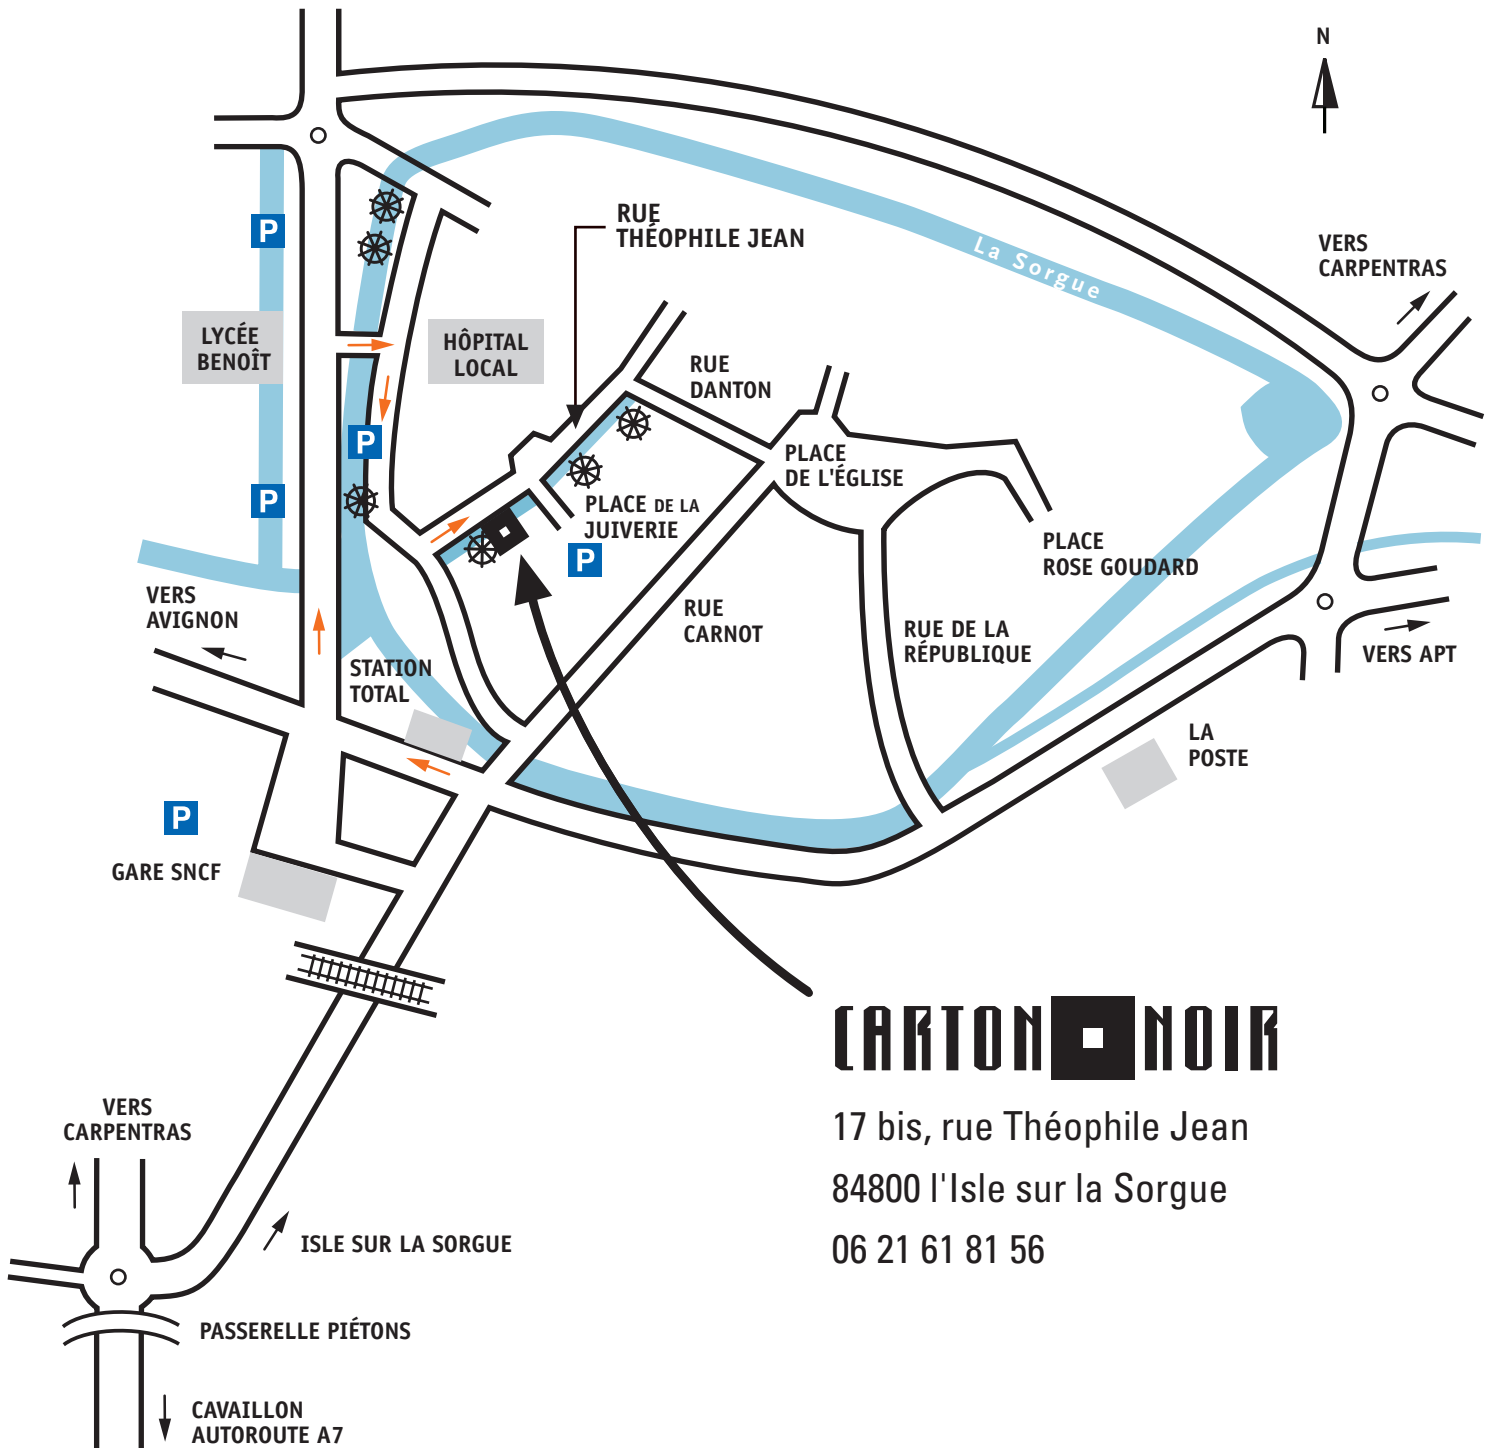 N
RUE
THÉOPHILE JEAN
La Sorgue
VERS
CARPENTRAS
P
LYCÉE
BENOÎT
HÔPITAL
LOCAL
RUE
DANTON
P
PLACE
DE L'ÉGLISE
P
PLACE DE LA
JUIVERIE
P
PLACE
ROSE GOUDARD
VERS
AVIGNON
RUE
CARNOT
RUE DE LA
RÉPUBLIQUE
VERS APT
STATION
TOTAL
LA
POSTE
P
GARE SNCF
CARTON NOIR
17 bis, rue Théophile Jean
84800 l'Isle sur la Sorgue
06 21 61 81 56
VERS
CARPENTRAS
ISLE SUR LA SORGUE
PASSERELLE PIÉTONS
CAVAILLON
AUTOROUTE A7